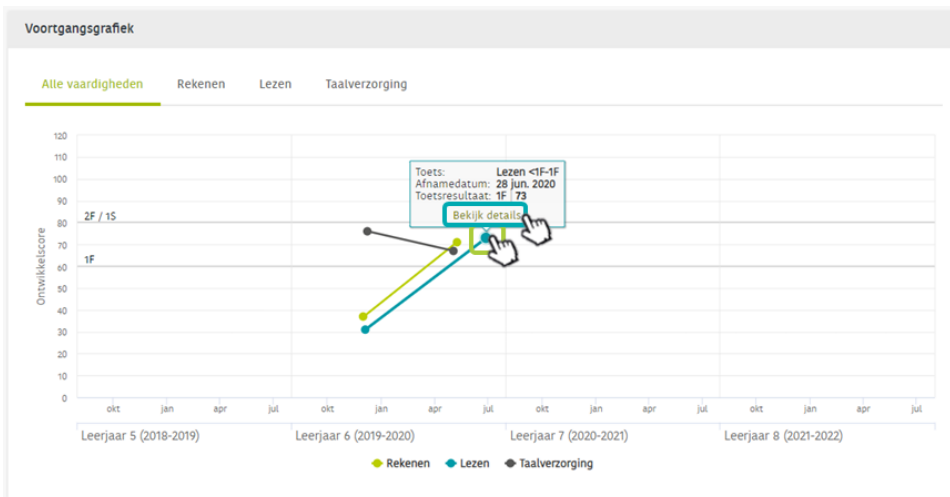 Voortgangsgrafiek
Alle vaardigheden Rekenen Lezen Taalverzorging
120
110
100
90
80
70
60
50
40
30
20
10
0
Ontwikkelscore
2F / 1S
1F
Toets: Lezen <1F-1F
Afnamedatum: 28 jun. 2020
Toetsresultaat: 1F 73
Bekijk details
okt jan apr jul okt jan apr jul okt jan apr jul okt jan apr jul
Leerjaar 5 (2018-2019) Leerjaar 6 (2019-2020) Leerjaar 7 (2020-2021) Leerjaar 8 (2021-2022)
Rekenen Lezen Taalverzorging